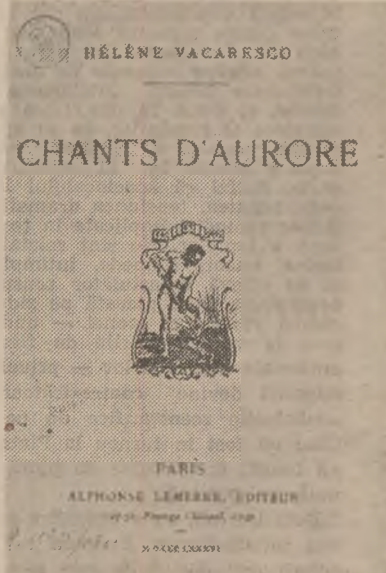 HÉLÈNE VACARESCO
CHANTS D'AURORE
PARIS
ALPHONSE LEMERRE, ÉDITEUR